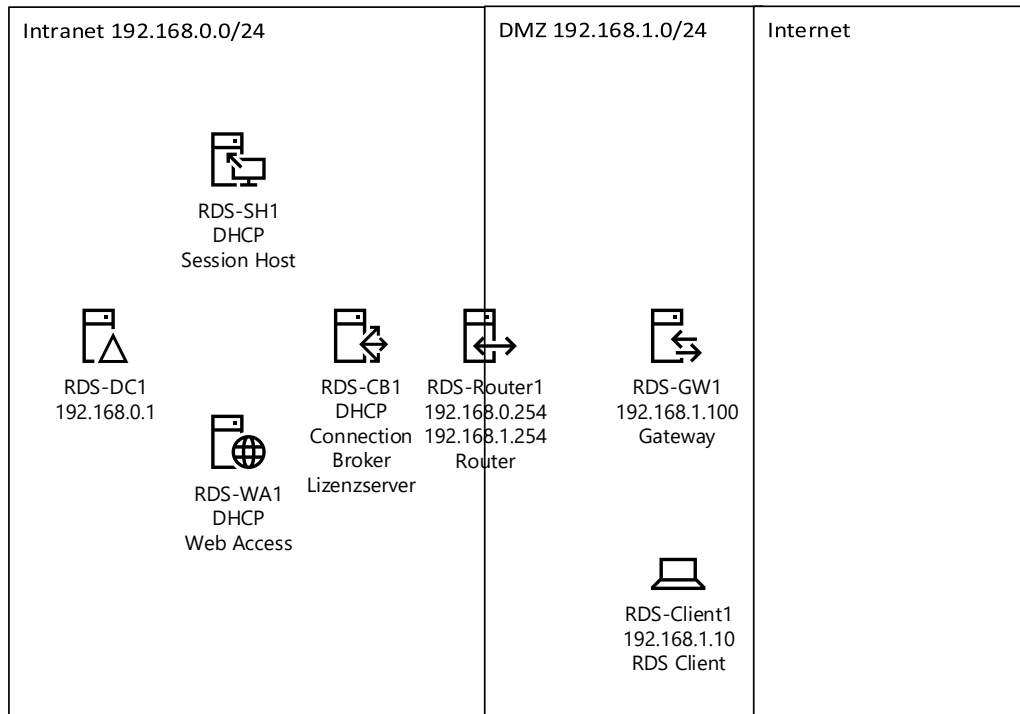 Intranet 192.168.0.0/24
DMZ 192.168.1.0/24
Internet
RDS-SH1
DHCP
Session Host
RDS-DC1
192.168.0.1
RDS-CB1
DHCP
Connection
Broker
Lizenzserver
RDS-Router1
192.168.0.254
192.168.1.254
Router
RDS-GW1
192.168.1.100
Gateway
RDS-WA1
DHCP
Web Access
RDS-Client1
192.168.1.10
RDS Client